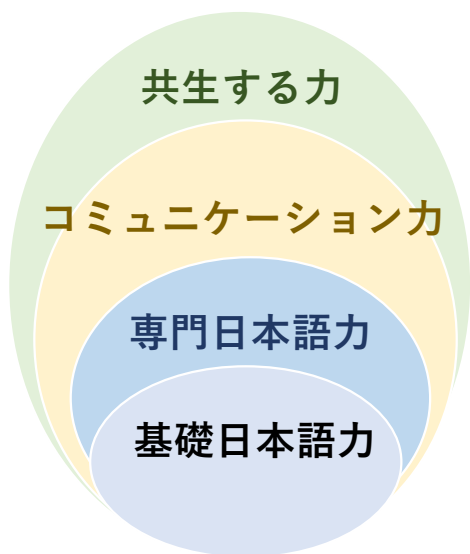 共生する力
コミュニケーション力
専門日本語力
基礎日本語力